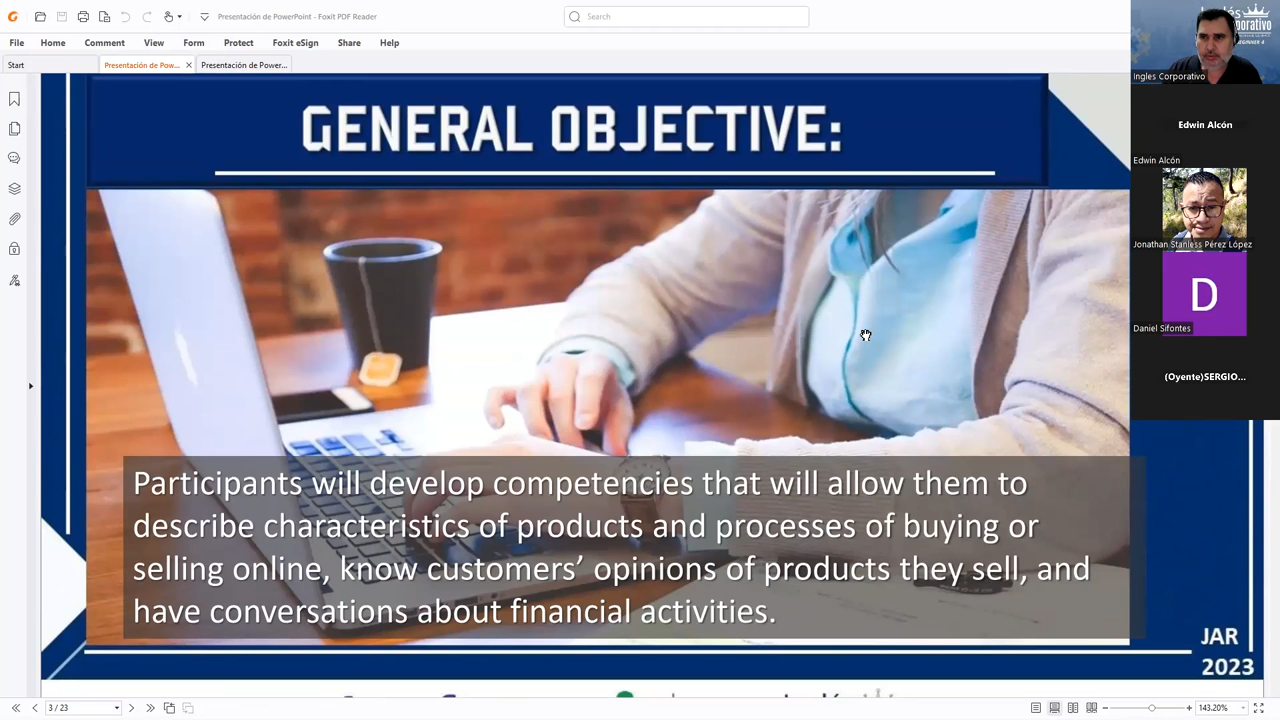 Presentación de PowerPoint - Foxit PDF Reader
Search
File Home Comment View Form Protect Foxit eSign Share Help
Start
Presentación de Pow...
Presentación de Power...
GENERAL OBJECTIVE:
Participants will develop competencies that will allow them to
describe characteristics of products and processes of buying or
selling online, know customers’ opinions of products they sell, and
have conversations about financial activities.
JAR
2023
3 / 23
143.20%
Ingles Corporativo
Edwin Alcón
Edwin Alcón
Jonathan Stanless Pérez López
D
Daniel Sifontes
(Oyente)SERGIO...